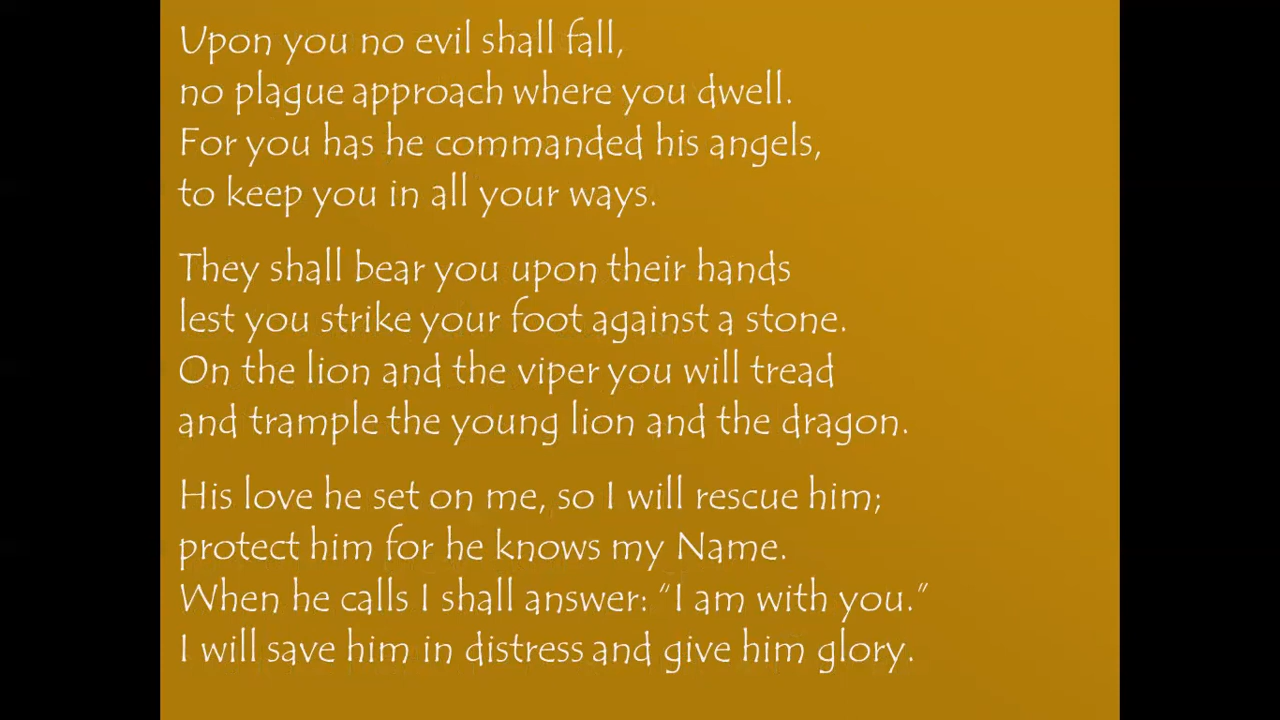 Upon you no evil shall fall,
no plague approach where you dwell.
For you has he commanded his angels,
to keep you in all your ways.
They shall bear you upon their hands
lest you strike your foot against a stone.
On the lion and the viper you will tread
and trample the young lion and the dragon.
His love he set on me, so I will rescue him;
protect him for he knows my Name.
When he calls I shall answer: “I am with you.”
I will save him in distress and give him glory.